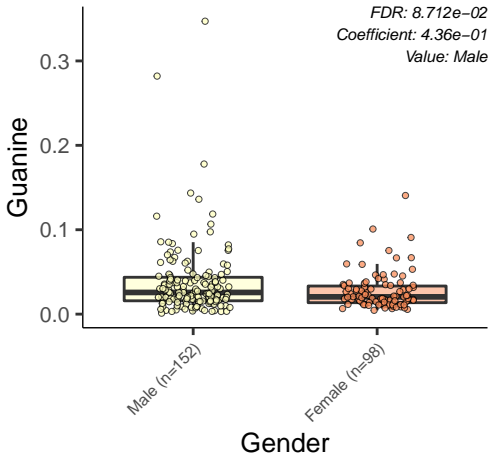 FDR: 8.712e−02
Coefficient: 4.36e−01
Value: Male
Guanine
0.3
0.2
0.1
0.0
Male (n=152)
Female (n=98)
Gender